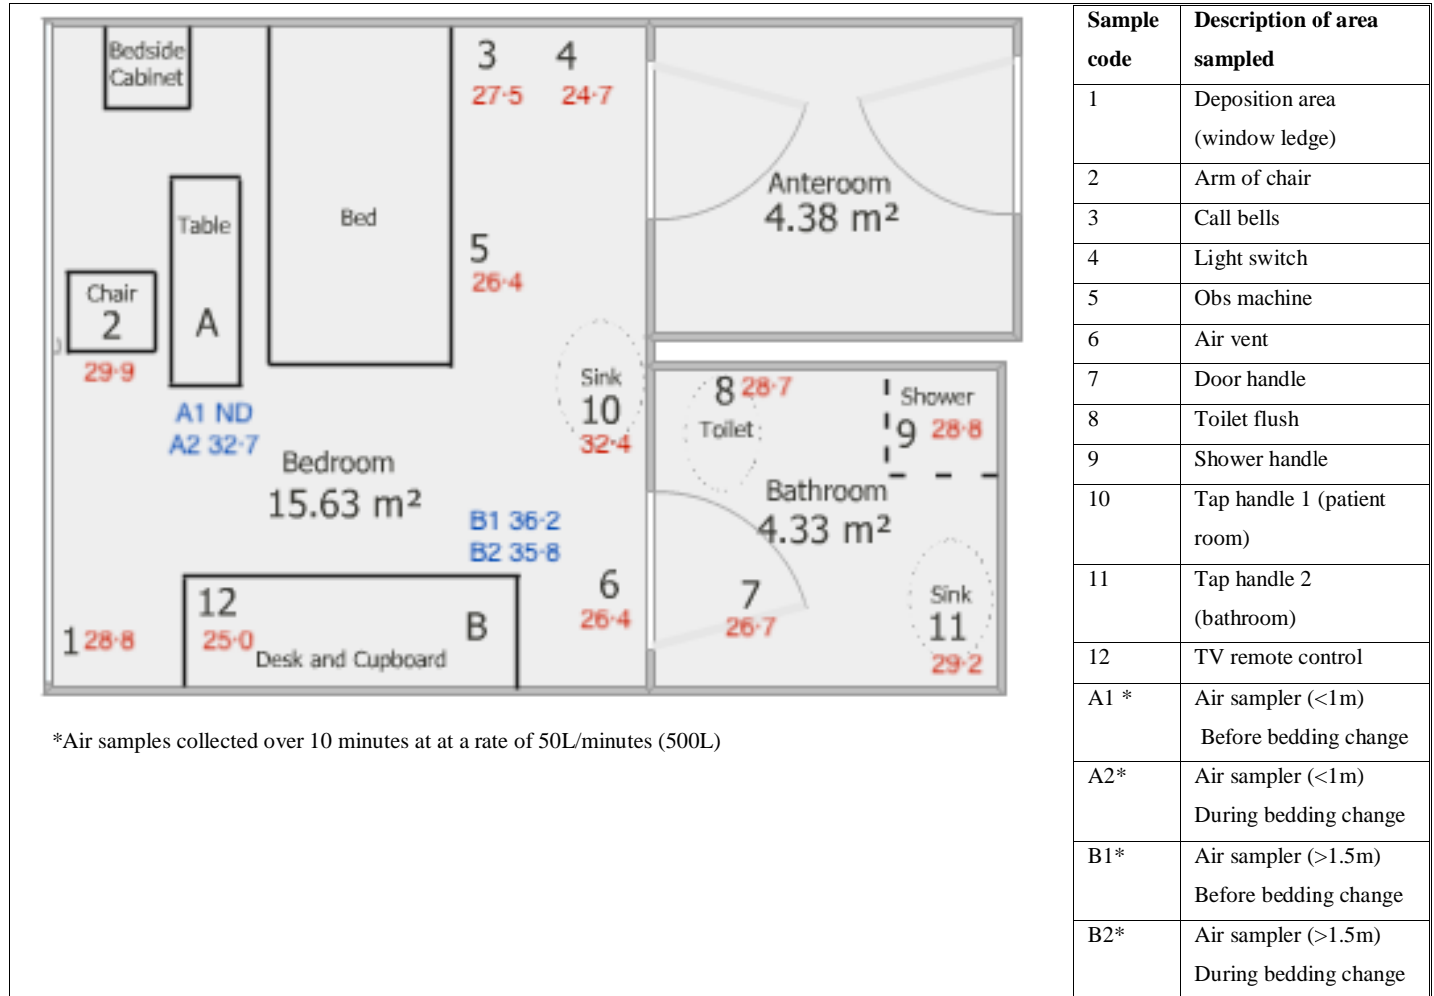 Bedside
Cabinet
3
4
27·5
24·7
Table
Bed
Anteroom
4.38 m²
5
26·4
Chair
2
A
29·9
A1 ND
A2 32·7
Sink
10
32·4
8 28·7
Toilet
Shower
9 28·8
Bedroom
15.63 m²
Bathroom
4.33 m²
B1 36·2
B2 35·8
6
26·4
7
26·7
Sink
11
29·2
12
25·0
B
1 28·8
Desk and Cupboard
*Air samples collected over 10 minutes at at a rate of 50L/minutes (500L)
Sample code
Description of area sampled
1
Deposition area
(window ledge)
2
Arm of chair
3
Call bells
4
Light switch
5
Obs machine
6
Air vent
7
Door handle
8
Toilet flush
9
Shower handle
10
Tap handle 1 (patient
room)
11
Tap handle 2
(bathroom)
12
TV remote control
A1 *
Air sampler (<1m)
Before bedding change
A2*
Air sampler (<1m)
During bedding change
B1*
Air sampler (>1.5m)
Before bedding change
B2*
Air sampler (>1.5m)
During bedding change